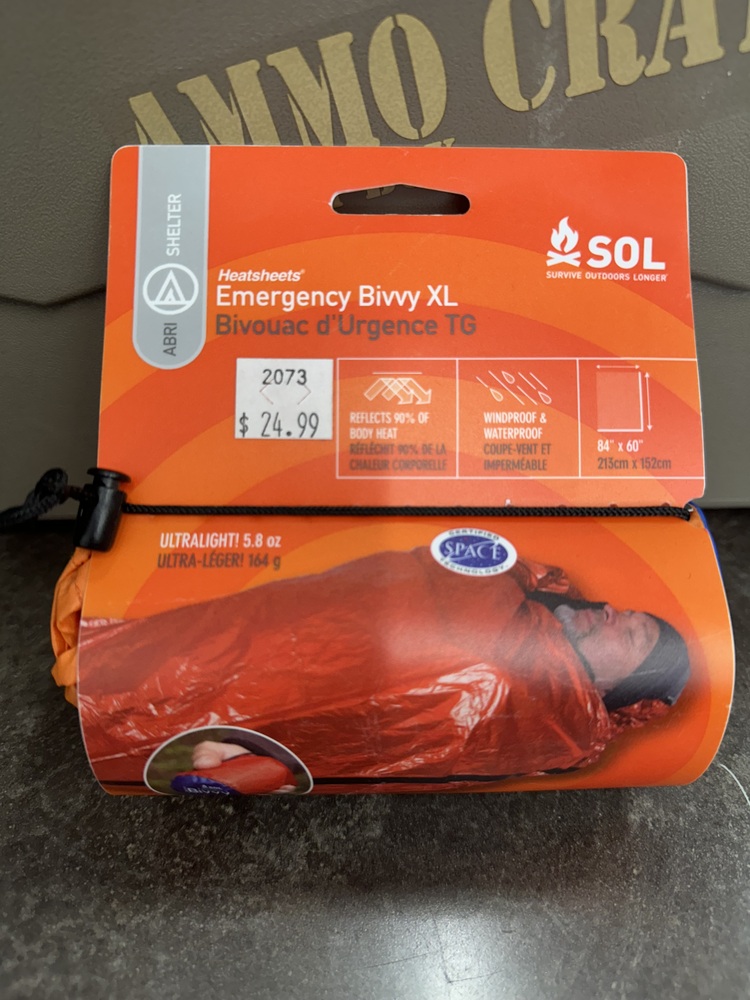 AMMO CRA
SHELTER
ABRI
SOL
SURVIVE OUTDOORS LONGER
Heatsheets®
Emergency Bivvy XL
Bivouac d'Urgence TG
2073
$ 24.99
REFLECTS 90% OF
BODY HEAT
RÉFLÉCHIT 90% DE LA
CHALEUR CORPORELLE
WINDPROOF &
WATERPROOF
COUPE-VENT ET
IMPERMÉABLE
84" x 60"
213cm x 152cm
ULTRALIGHT! 5.8 oz
ULTRA-LÉGER! 164 g
CERTIFIED
SPACE
TECHNOLOGY
Bivvy